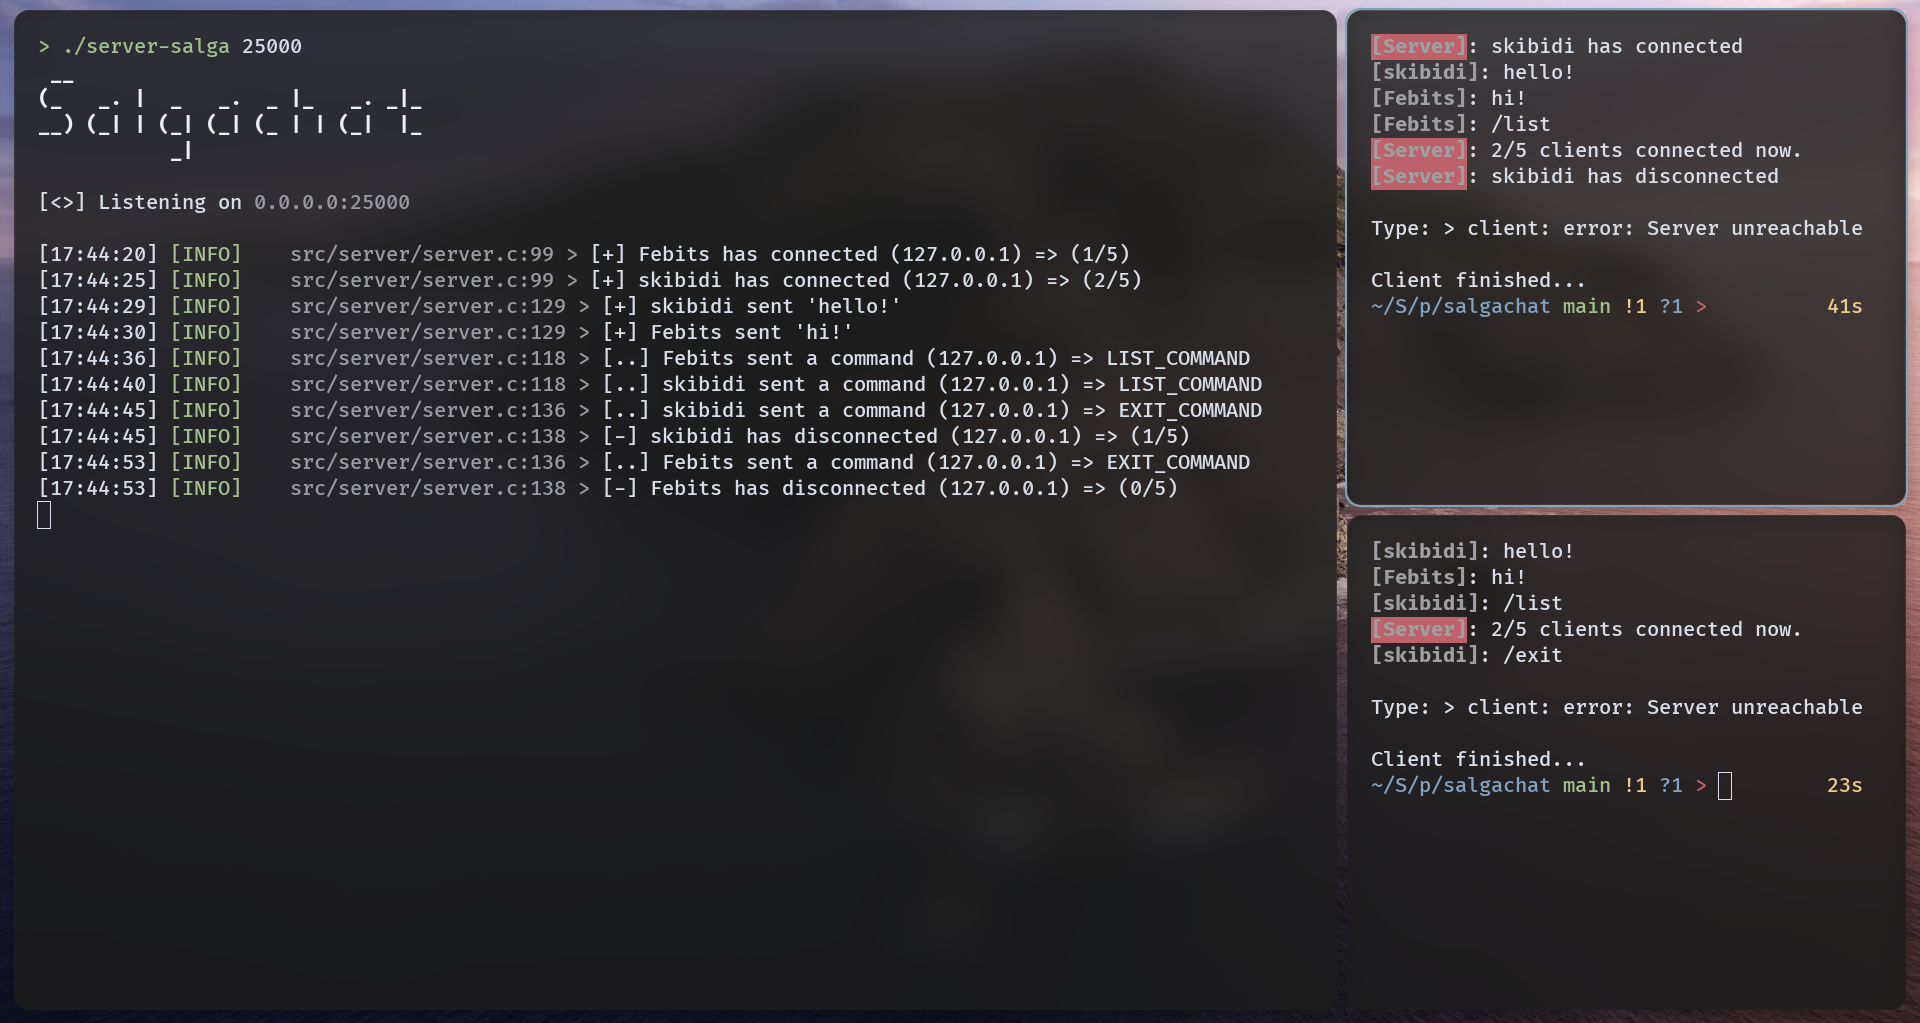 > ./server-salga 25000
 __
(_   _. |  _   _.  _ |_   _. _|_
__) (_| | (_| (_| (_ | | (_|  |_
           _|
[<>] Listening on 0.0.0.0:25000
[17:44:20] [INFO]    src/server/server.c:99 > [+] Febits has connected (127.0.0.1) => (1/5)
[17:44:25] [INFO]    src/server/server.c:99 > [+] skibidi has connected (127.0.0.1) => (2/5)
[17:44:29] [INFO]    src/server/server.c:129 > [+] skibidi sent 'hello!'
[17:44:30] [INFO]    src/server/server.c:129 > [+] Febits sent 'hi!'
[17:44:36] [INFO]    src/server/server.c:118 > [..] Febits sent a command (127.0.0.1) => LIST_COMMAND
[17:44:40] [INFO]    src/server/server.c:118 > [..] skibidi sent a command (127.0.0.1) => LIST_COMMAND
[17:44:45] [INFO]    src/server/server.c:136 > [..] skibidi sent a command (127.0.0.1) => EXIT_COMMAND
[17:44:45] [INFO]    src/server/server.c:138 > [-] skibidi has disconnected (127.0.0.1) => (1/5)
[17:44:53] [INFO]    src/server/server.c:136 > [..] Febits sent a command (127.0.0.1) => EXIT_COMMAND
[17:44:53] [INFO]    src/server/server.c:138 > [-] Febits has disconnected (127.0.0.1) => (0/5)
[Server]: skibidi has connected
[skibidi]: hello!
[Febits]: hi!
[Febits]: /list
[Server]: 2/5 clients connected now.
[Server]: skibidi has disconnected
Type: > client: error: Server unreachable
Client finished...
~/S/p/salgachat main !1 ?1 > 41s
[skibidi]: hello!
[Febits]: hi!
[skibidi]: /list
[Server]: 2/5 clients connected now.
[skibidi]: /exit
Type: > client: error: Server unreachable
Client finished...
~/S/p/salgachat main !1 ?1 > 23s